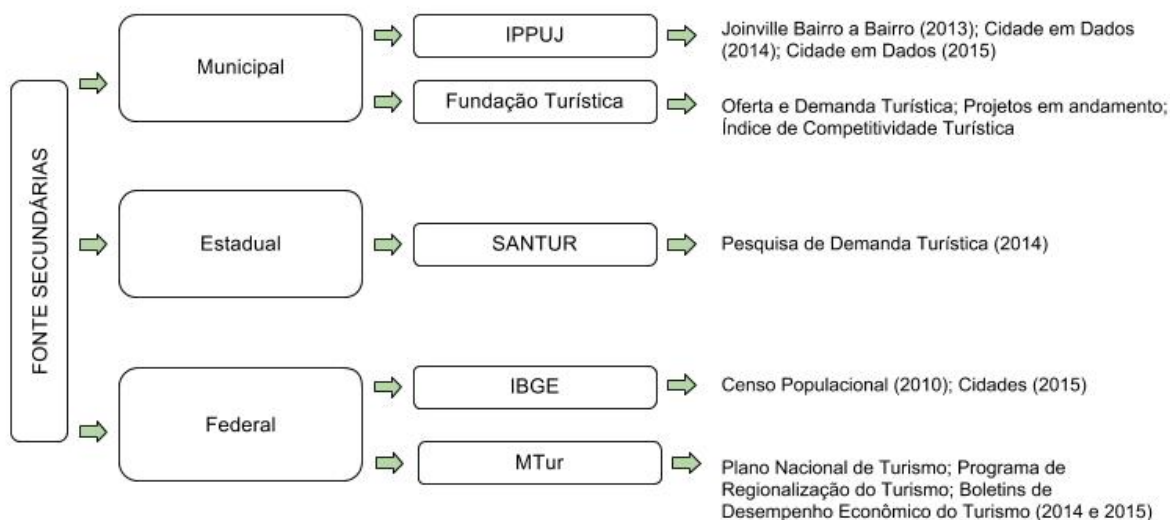 FONTE SECUNDÁRIAS
Municipal
IPPUJ
Joinville Bairro a Bairro (2013); Cidade em Dados
(2014); Cidade em Dados (2015)
Fundação Turística
Oferta e Demanda Turística; Projetos em andamento;
Índice de Competitividade Turística
Estadual
SANTUR
Pesquisa de Demanda Turística (2014)
Federal
IBGE
Censo Populacional (2010); Cidades (2015)
MTur
Plano Nacional de Turismo; Programa de
Regionalização do Turismo; Boletins de
Desempenho Econômico do Turismo (2014 e 2015)